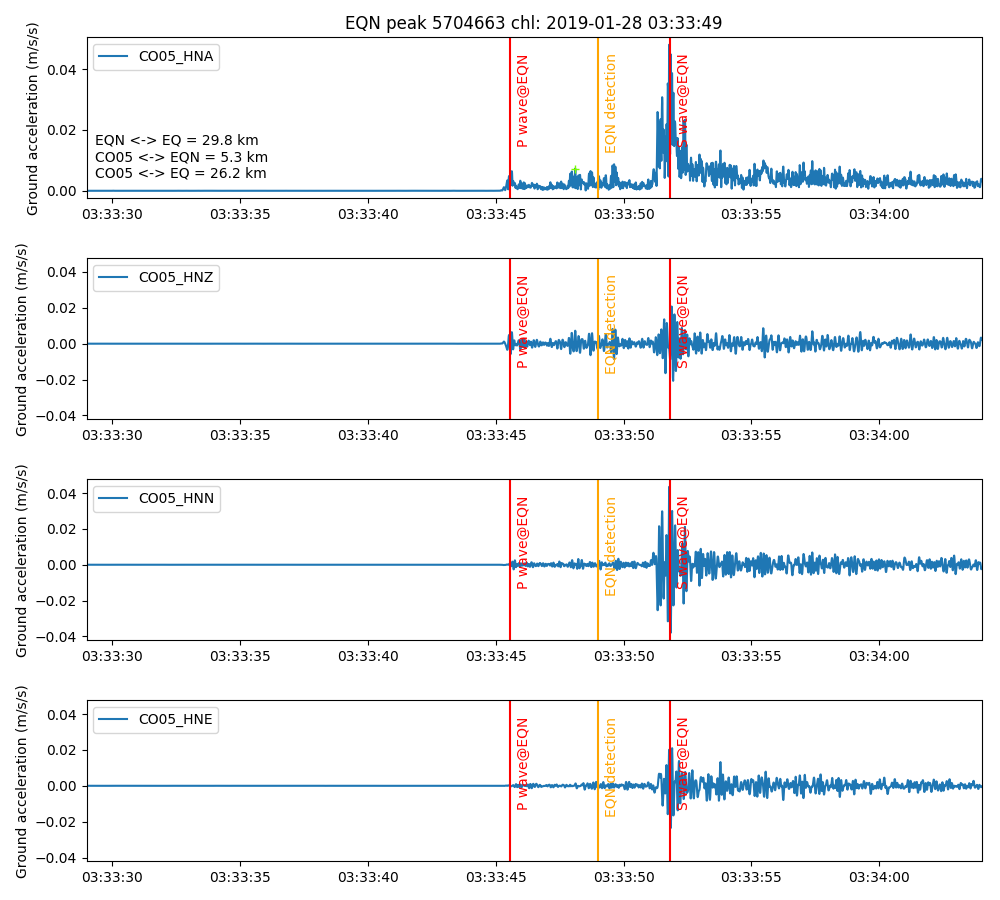 EQN peak 5704663 chl: 2019-01-28 03:33:49
Ground acceleration (m/s/s)
0.04
0.02
0.00
CO05_HNA
EQN <-> EQ = 29.8 km
CO05 <-> EQN = 5.3 km
CO05 <-> EQ = 26.2 km
P wave@EQN
EQN detection
S wave@EQN
03:33:30 03:33:35 03:33:40 03:33:45 03:33:50 03:33:55 03:34:00
Ground acceleration (m/s/s)
0.04
0.02
0.00
−0.02
−0.04
CO05_HNZ
P wave@EQN
EQN detection
S wave@EQN
03:33:30 03:33:35 03:33:40 03:33:45 03:33:50 03:33:55 03:34:00
Ground acceleration (m/s/s)
0.04
0.02
0.00
−0.02
−0.04
CO05_HNN
P wave@EQN
EQN detection
S wave@EQN
03:33:30 03:33:35 03:33:40 03:33:45 03:33:50 03:33:55 03:34:00
Ground acceleration (m/s/s)
0.04
0.02
0.00
−0.02
−0.04
CO05_HNE
P wave@EQN
EQN detection
S wave@EQN
03:33:30 03:33:35 03:33:40 03:33:45 03:33:50 03:33:55 03:34:00